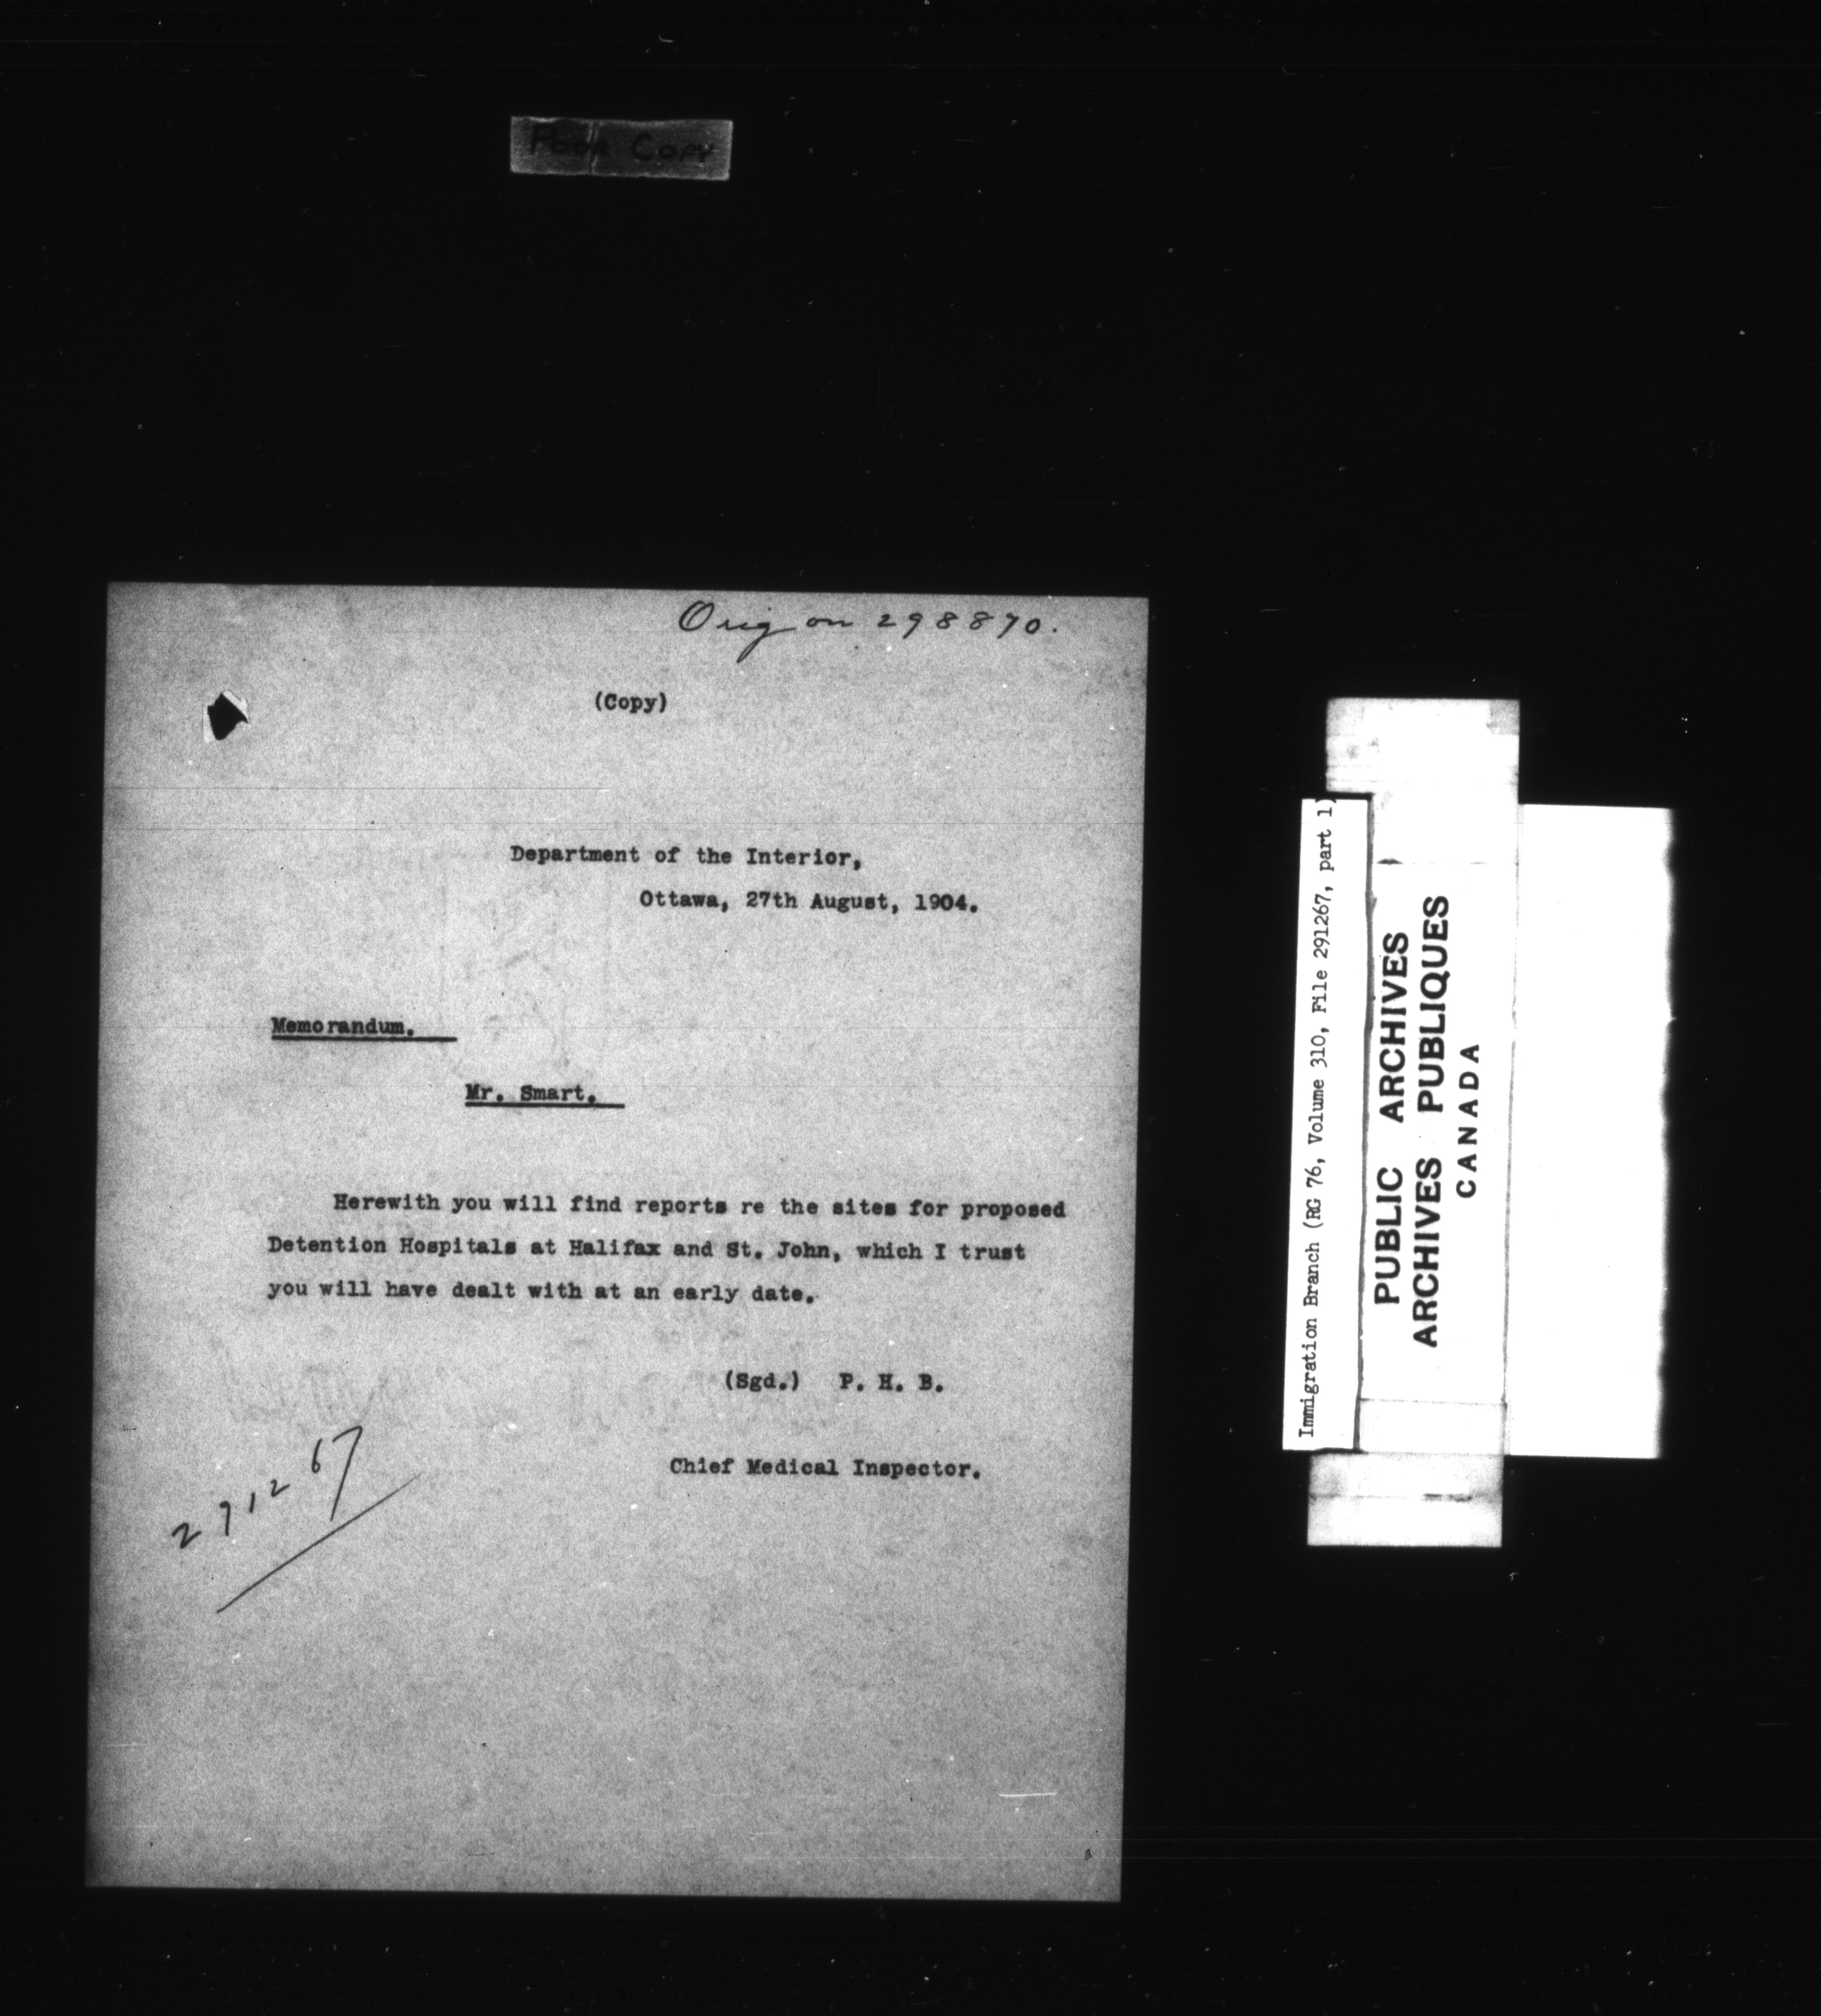 Poor Copy
Orig on 298870.
(Copy)
Department of the Interior,
Ottawa, 27th August, 1904.
Memorandum.
Mr. Smart.
Herewith you will find reports re the sites for proposed
Detention Hospitals at Halifax and St. John, which I trust
you will have dealt with at an early date.
(Sgd.) P. H. B.
Chief Medical Inspector.
291267
Immigration Branch (RG 76, Volume 310, File 291267, part 1)
PUBLIC ARCHIVES
ARCHIVES PUBLIQUES
CANADA